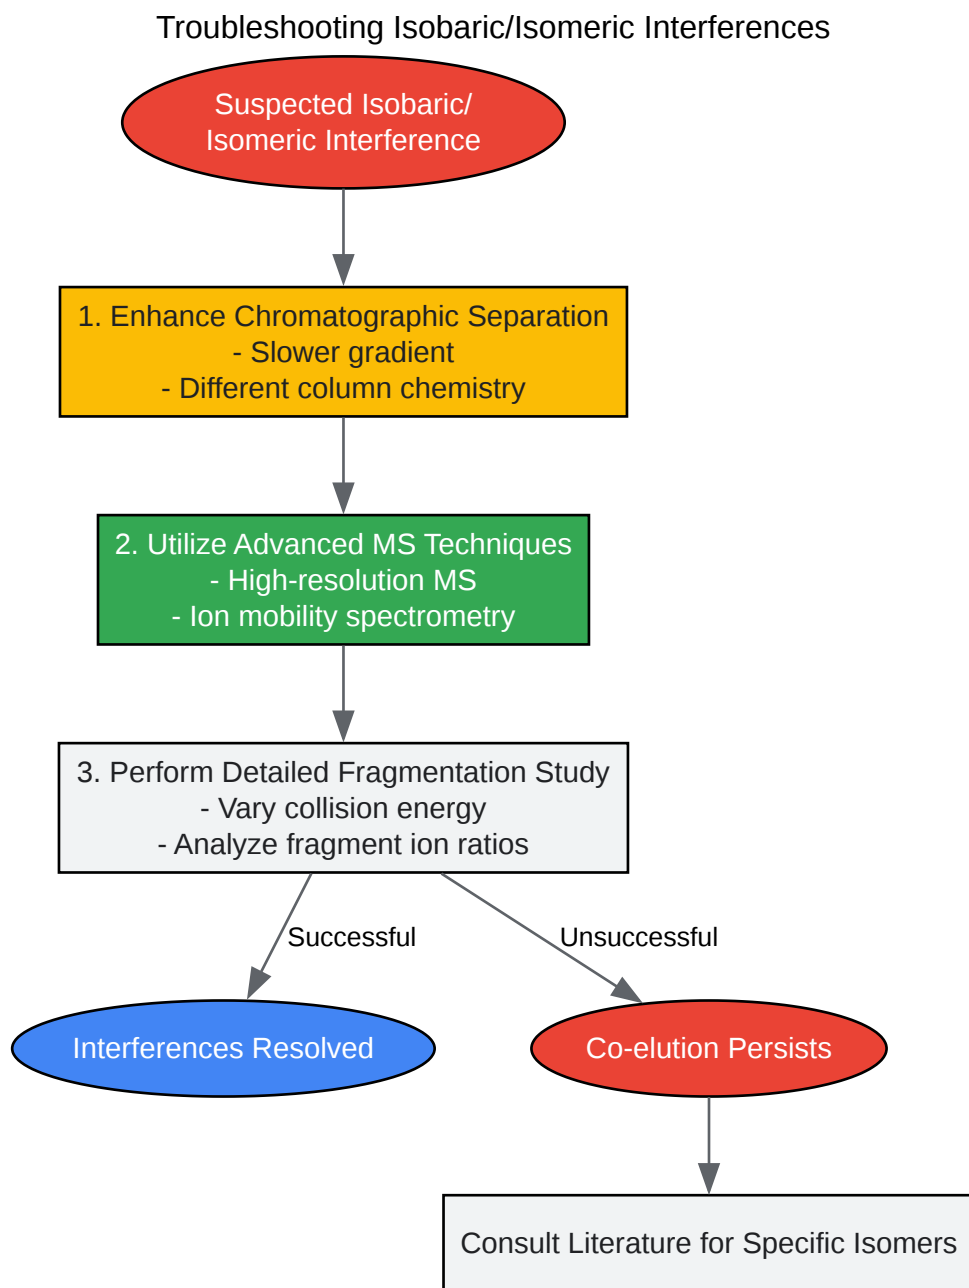 Troubleshooting Isobaric/Isomeric Interferences
Suspected Isobaric/
Isomeric Interference
1. Enhance Chromatographic Separation
- Slower gradient
- Different column chemistry
2. Utilize Advanced MS Techniques
- High-resolution MS
- Ion mobility spectrometry
3. Perform Detailed Fragmentation Study
- Vary collision energy
- Analyze fragment ion ratios
Successful
Unsuccessful
Interferences Resolved
Co-elution Persists
Consult Literature for Specific Isomers